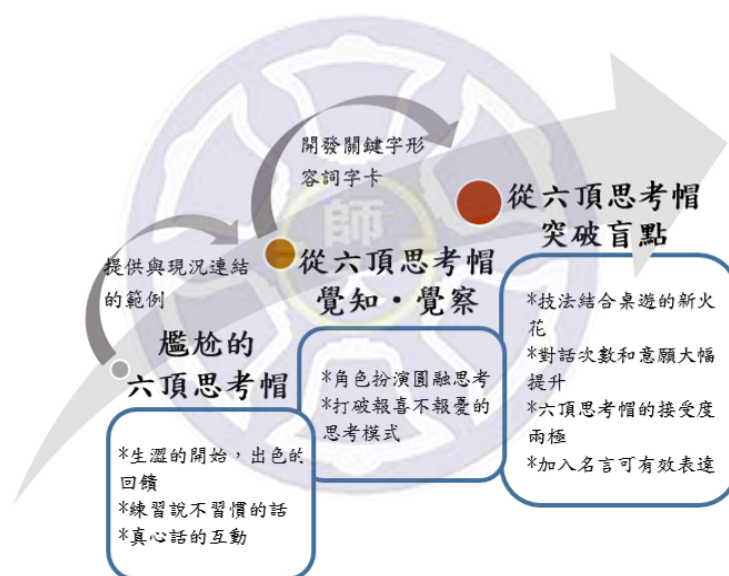 提供與現況連結
的範例
尷尬的
六頂思考帽
*生澀的開始，出色的
回饋
*練習說不習慣的話
*真心話的互動
開發關鍵字形
容詞字卡
從六頂思考帽
覺知・覺察
*角色扮演圓融思考
*打破報喜不報憂的
思考模式
從六頂思考帽
突破盲點
*技法結合桌遊的新火
花
*對話次數和意願大幅
提升
*六頂思考帽的接受度
兩極
*加入名言可有效表達
師